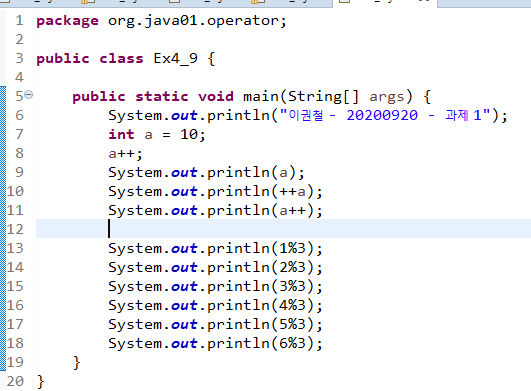 1 package org.java01.operator;
2
3 public class Ex4_9 {
4
5 public static void main(String[] args) {
6 System.out.println("이권철 - 20200920 - 과제 1");
7 int a = 10;
8 a++;
9 System.out.println(a);
10 System.out.println(++a);
11 System.out.println(a++);
12
13 System.out.println(1%3);
14 System.out.println(2%3);
15 System.out.println(3%3);
16 System.out.println(4%3);
17 System.out.println(5%3);
18 System.out.println(6%3);
19 }
20 }